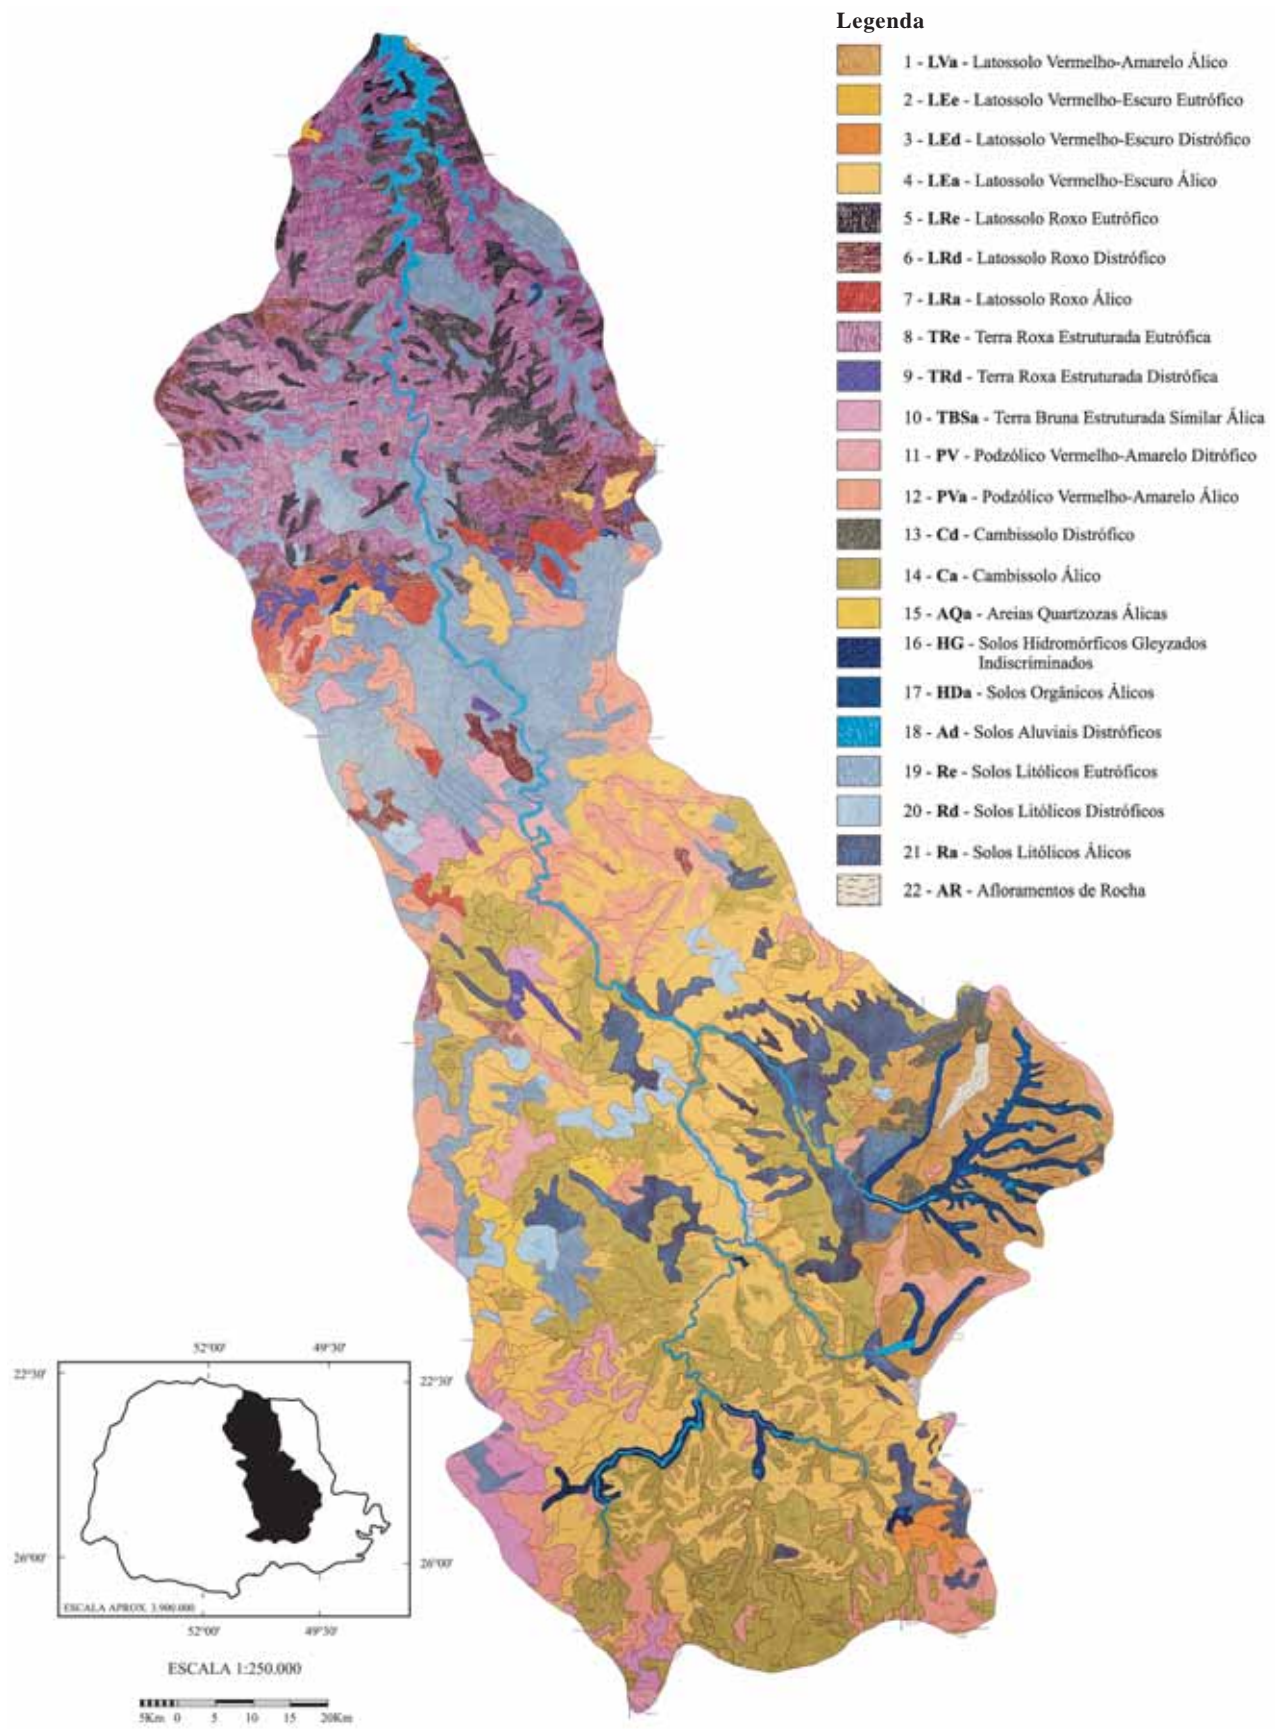 Legenda
1 - LVa - Latossolo Vermelho-Amarelo Álico
2 - LEe - Latossolo Vermelho-Escuro Eutrófico
3 - LEd - Latossolo Vermelho-Escuro Distrófico
4 - LEa - Latossolo Vermelho-Escuro Álico
5 - LRe - Latossolo Roxo Eutrófico
6 - LRd - Latossolo Roxo Distrófico
7 - LRa - Latossolo Roxo Álico
8 - TRe - Terra Roxa Estruturada Eutrófica
9 - TRd - Terra Roxa Estruturada Distrófica
10 - TBSa - Terra Bruna Estruturada Similar Álica
11 - PV - Podzólico Vermelho-Amarelo Ditrófico
12 - PVa - Podzólico Vermelho-Amarelo Álico
13 - Cd - Cambissolo Distrófico
14 - Ca - Cambissolo Álico
15 - AQa - Areias Quartzozas Álicas
16 - HG - Solos Hidromórficos Gleyzados
Indiscriminados
17 - HDa - Solos Orgânicos Álicos
18 - Ad - Solos Aluviais Distróficos
19 - Re - Solos Litólicos Eutróficos
20 - Rd - Solos Litólicos Distróficos
21 - Ra - Solos Litólicos Álicos
22 - AR - Afloramentos de Rocha
52°00' 49°30'
22°30' 22°30'
26°00' 26°00'
ESCALA APROX. 3.900.000
52°00' 49°30'
ESCALA 1:250.000
5Km 0 5 10 15 20Km